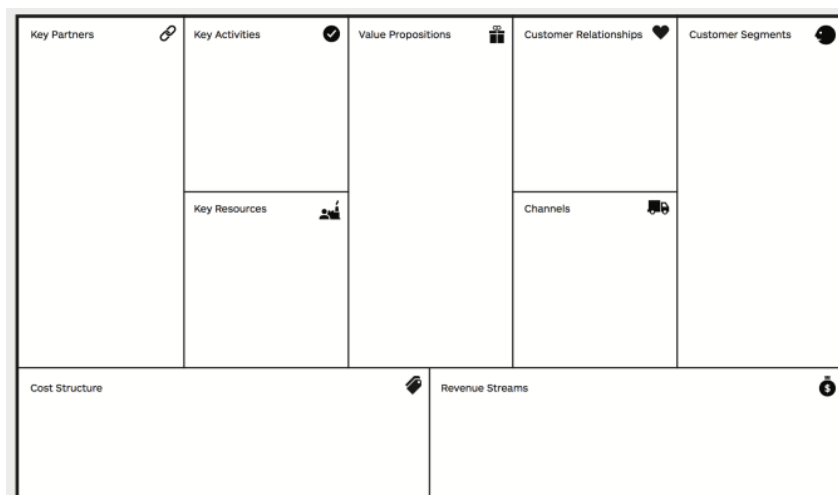 Key Partners
Key Activities
Value Propositions
Customer Relationships
Customer Segments
Key Resources
Channels
Cost Structure
Revenue Streams